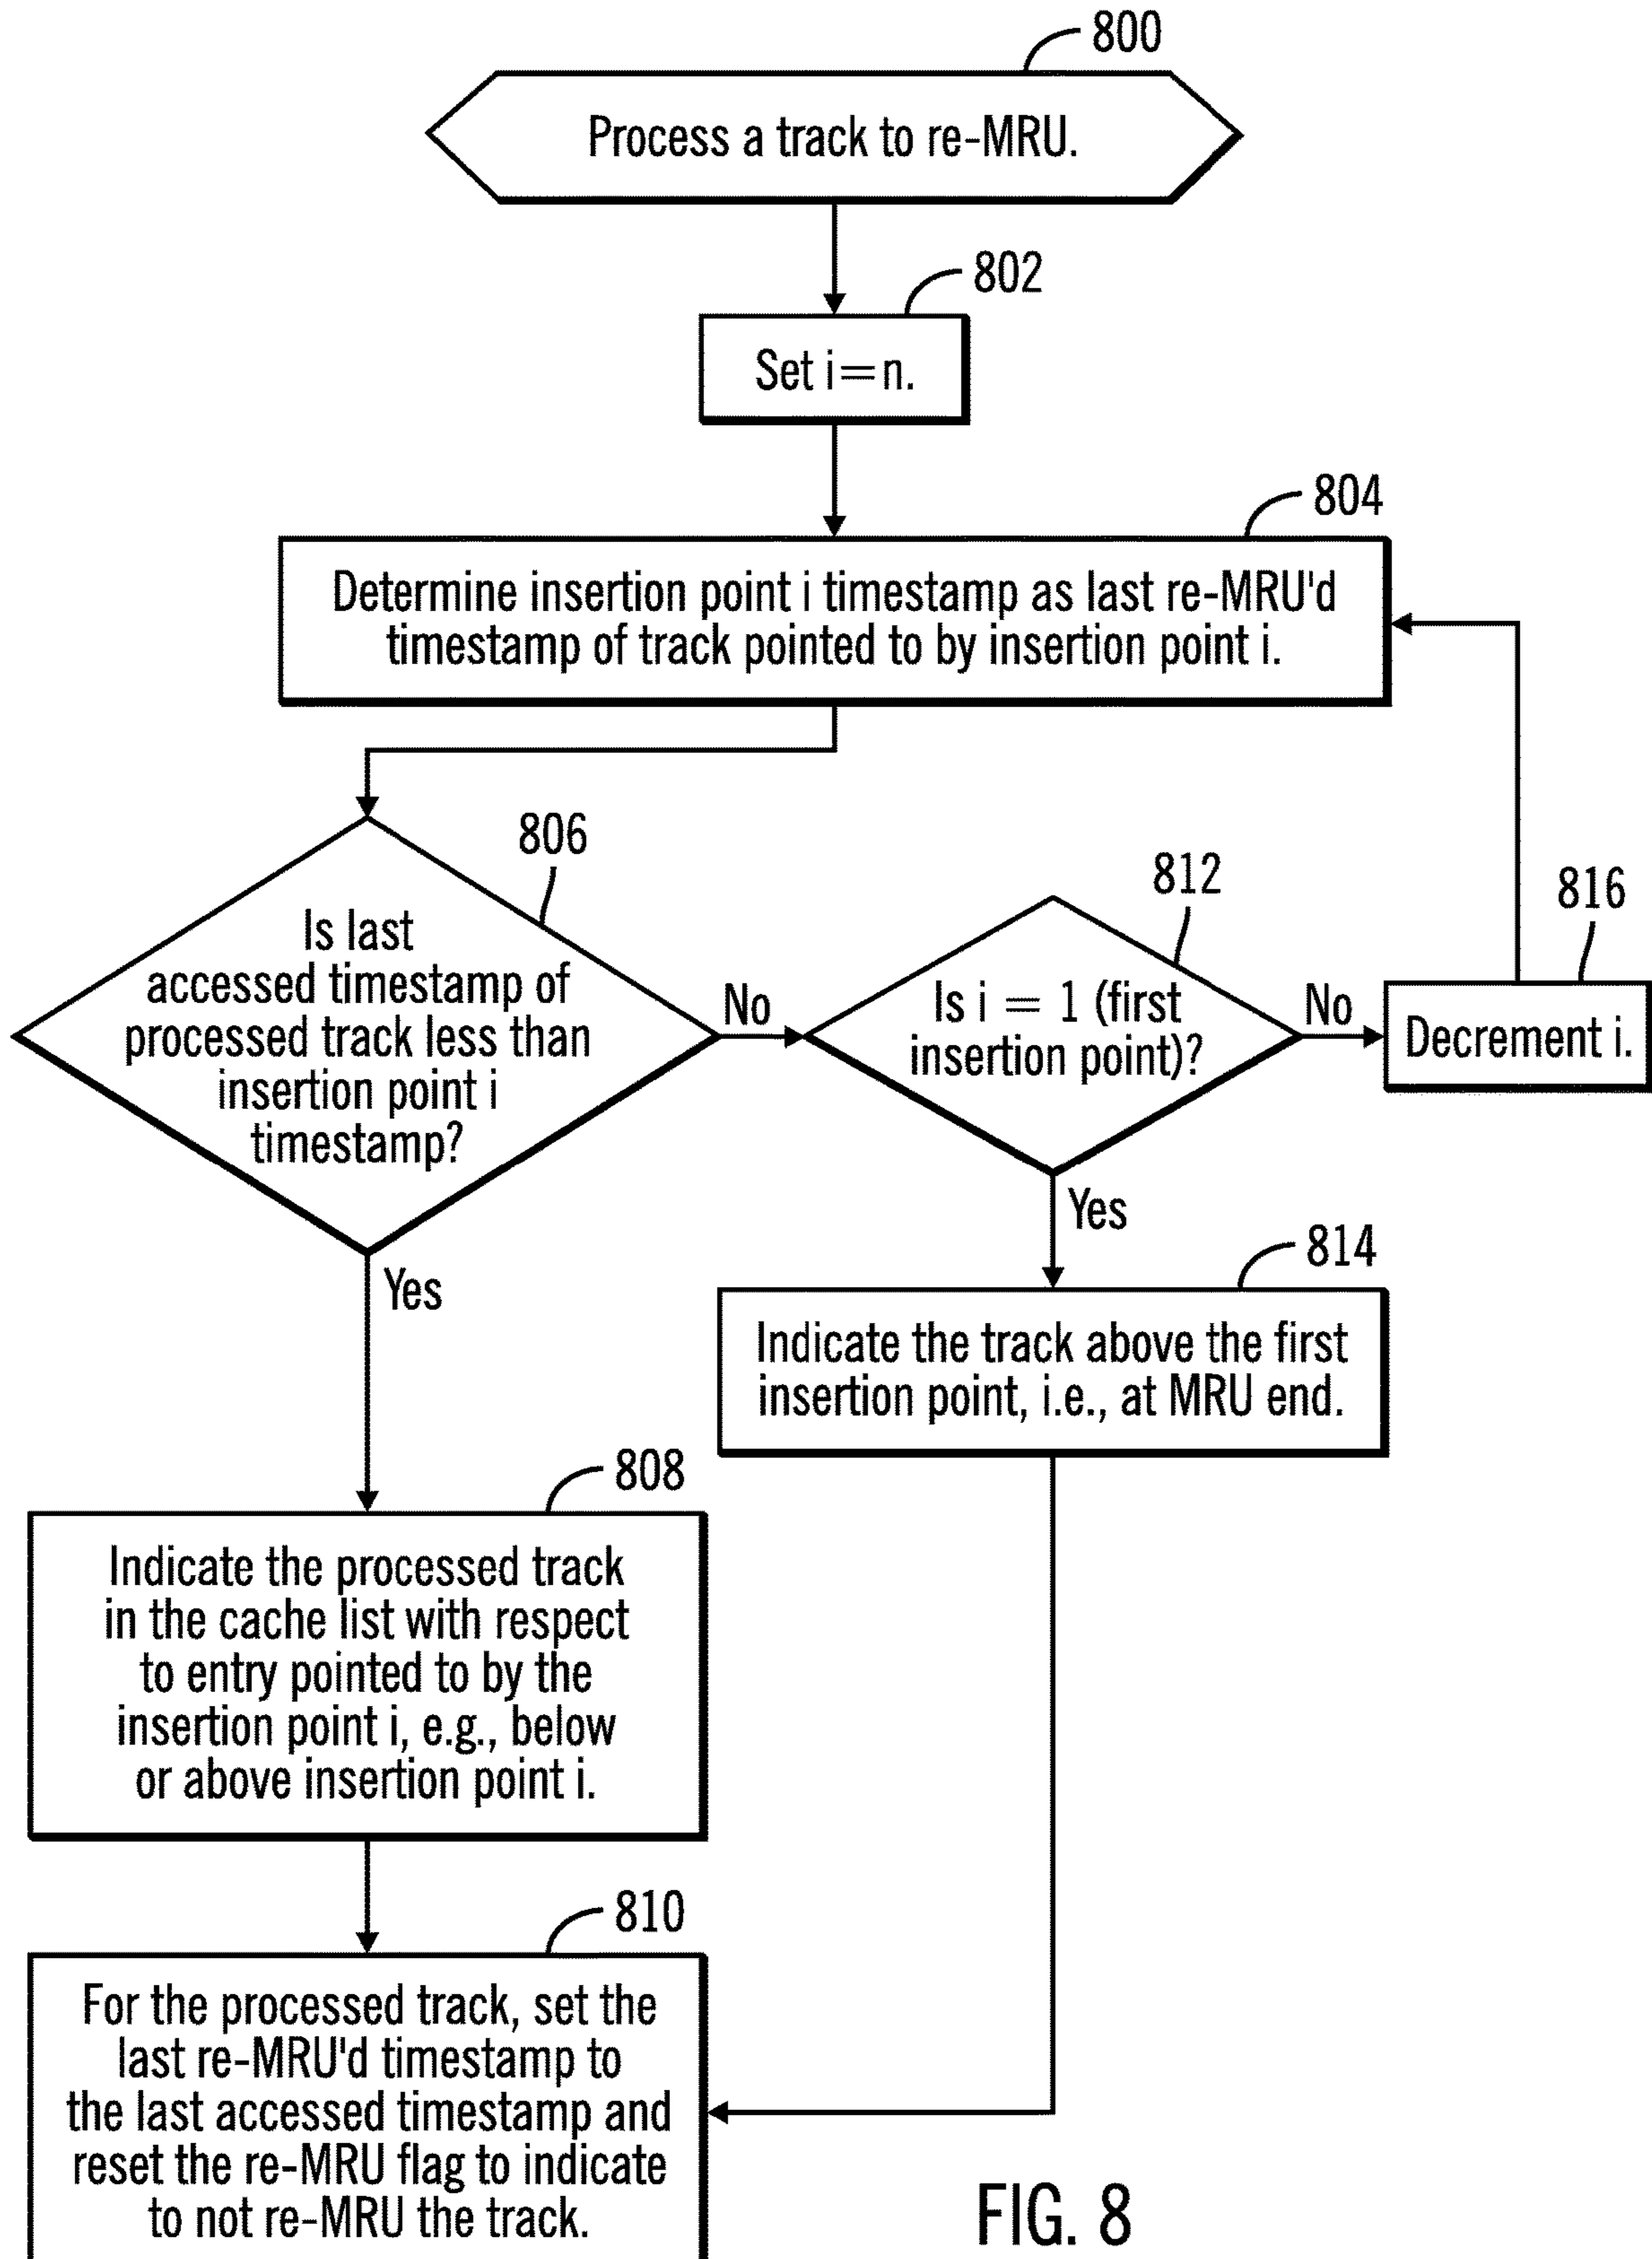 800
Process a track to re-MRU.
802
Set i=n.
804
Determine insertion point i timestamp as last re-MRU'd
timestamp of track pointed to by insertion point i.
806
Is last
accessed timestamp of
processed track less than
insertion point i
timestamp?
No
812
Is i = 1 (first
insertion point)?
No
816
Decrement i.
Yes
Yes
814
Indicate the track above the first
insertion point, i.e., at MRU end.
808
Indicate the processed track
in the cache list with respect
to entry pointed to by the
insertion point i, e.g., below
or above insertion point i.
810
For the processed track, set the
last re-MRU'd timestamp to
the last accessed timestamp and
reset the re-MRU flag to indicate
to not re-MRU the track.
FIG. 8